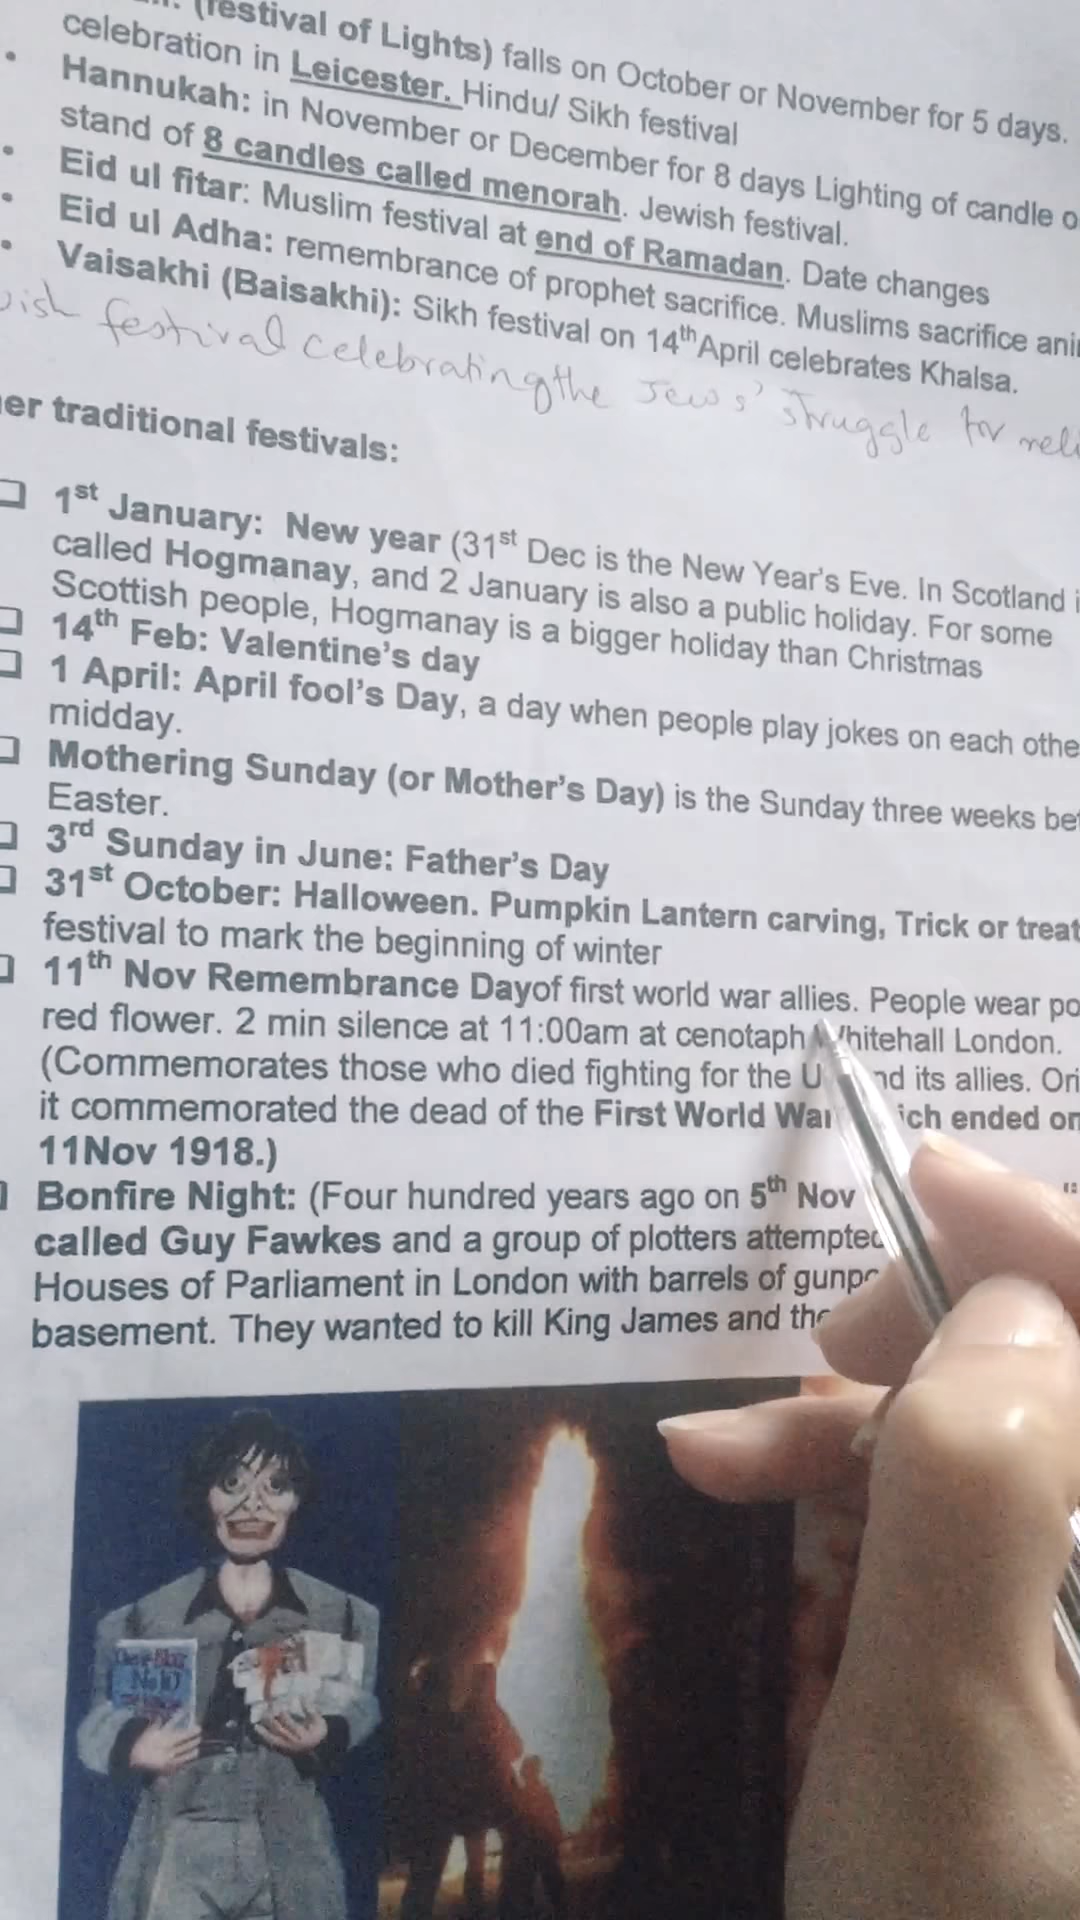 (festival of Lights) falls on October or November for 5 days.
celebration in Leicester. Hindu/ Sikh festival
Hannukah: in November or December for 8 days Lighting of candle
stand of 8 candles called menorah. Jewish festival.
Eid ul fitar: Muslim festival at end of Ramadan. Date changes
Eid ul Adha: remembrance of prophet sacrifice. Muslims sacrifice
Vaisakhi (Baisakhi): Sikh festival on 14th April celebrates Khalsa.
festival celebrating the Jews' struggle for
traditional festivals:
1st January: New year (31st Dec is the New Year's Eve. In Scotland
called Hogmanay, and 2 January is also a public holiday. For some
Scottish people, Hogmanay is a bigger holiday than Christmas
14th Feb: Valentine's day
1 April: April fool's Day, a day when people play jokes on each
midday.
Mothering Sunday (or Mother's Day) is the Sunday three weeks
Easter.
3rd Sunday in June: Father's Day
31st October: Halloween. Pumpkin Lantern carving, Trick or treat
festival to mark the beginning of winter
11th Nov Remembrance Dayof first world war allies. People wear
red flower. 2 min silence at 11:00am at cenotaph Whitehall London.
(Commemorates those who died fighting for the its allies.
it commemorated the dead of the First World War ended
11Nov 1918.)
Bonfire Night: (Four hundred years ago on 5th Nov
called Guy Fawkes and a group of plotters attempted
Houses of Parliament in London with barrels of
basement. They wanted to kill King James and
No 10